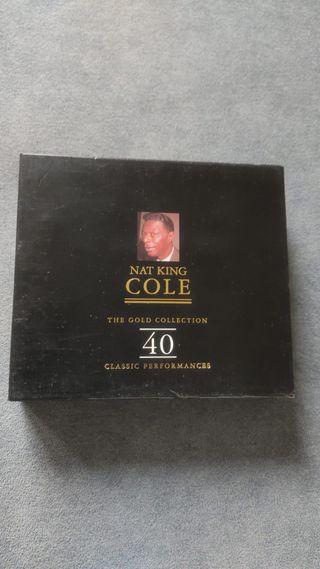 NAT KING
COLE
THE GOLD COLLECTION
40
CLASSIC PERFORMANCES